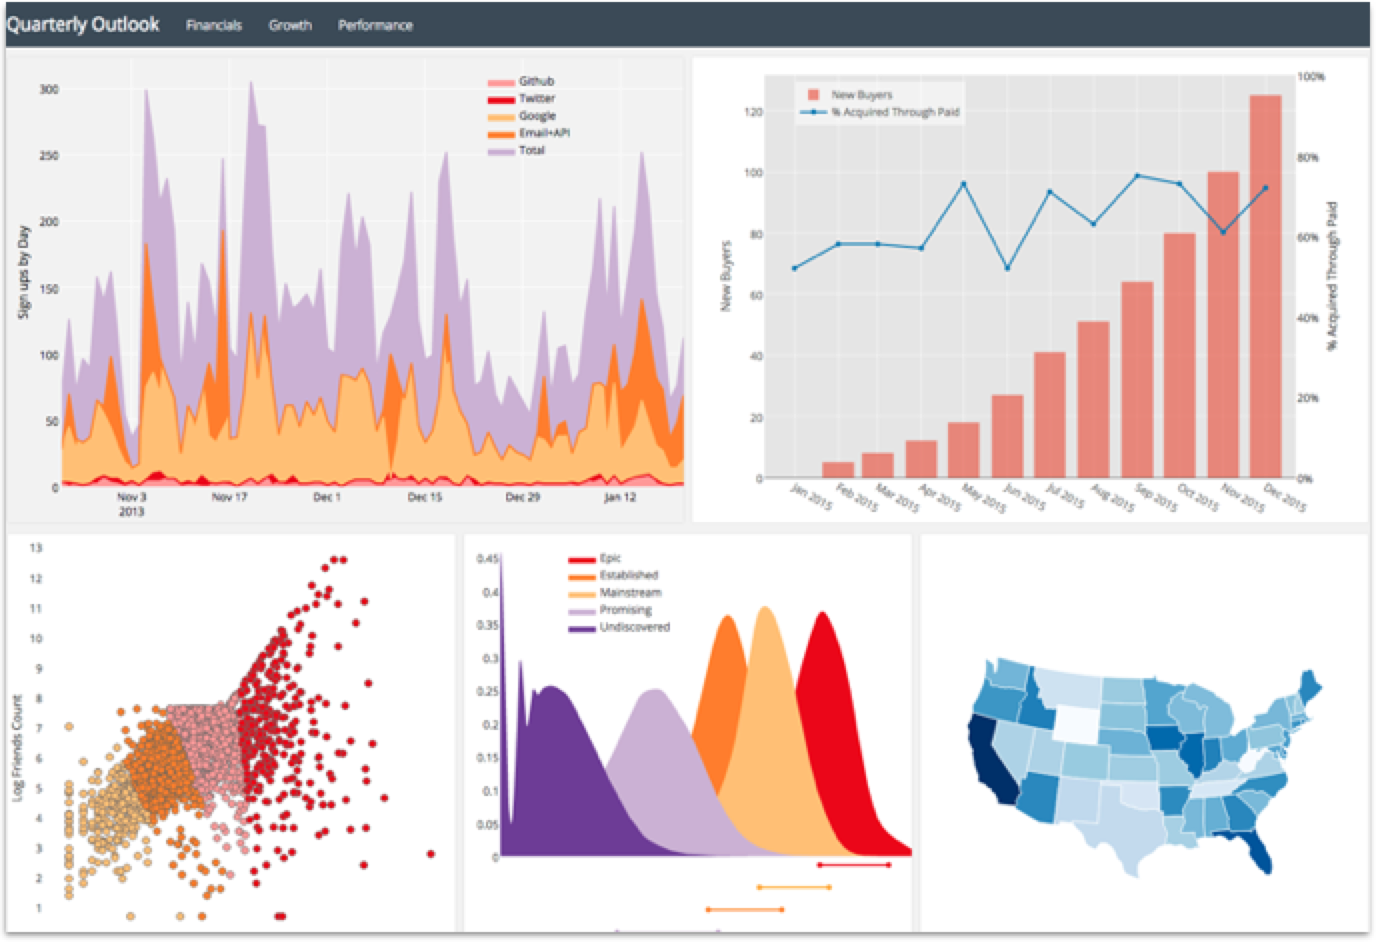 Quarterly Outlook Financials Growth Performance
Github
Twitter
Google
Email+API
Total
Sign ups by Day
300
250
200
150
100
50
0
Nov 3 Nov 17 Dec 1 Dec 15 Dec 29 Jan 12
2013
New Buyers
% Acquired Through Paid
New Buyers
120
100
80
60
40
20
0
100%
80%
60%
40%
20%
0%
% Acquired Through Paid
Jan 2015 Feb 2015 Mar 2015 Apr 2015 May 2015 Jun 2015 Jul 2015 Aug 2015 Sep 2015 Oct 2015 Nov 2015 Dec 2015
Log Friends Count
13
12
11
10
9
8
7
6
5
4
3
2
1
Epic
Established
Mainstream
Promising
Undiscovered
0.45
0.4
0.35
0.3
0.25
0.2
0.15
0.1
0.05
0